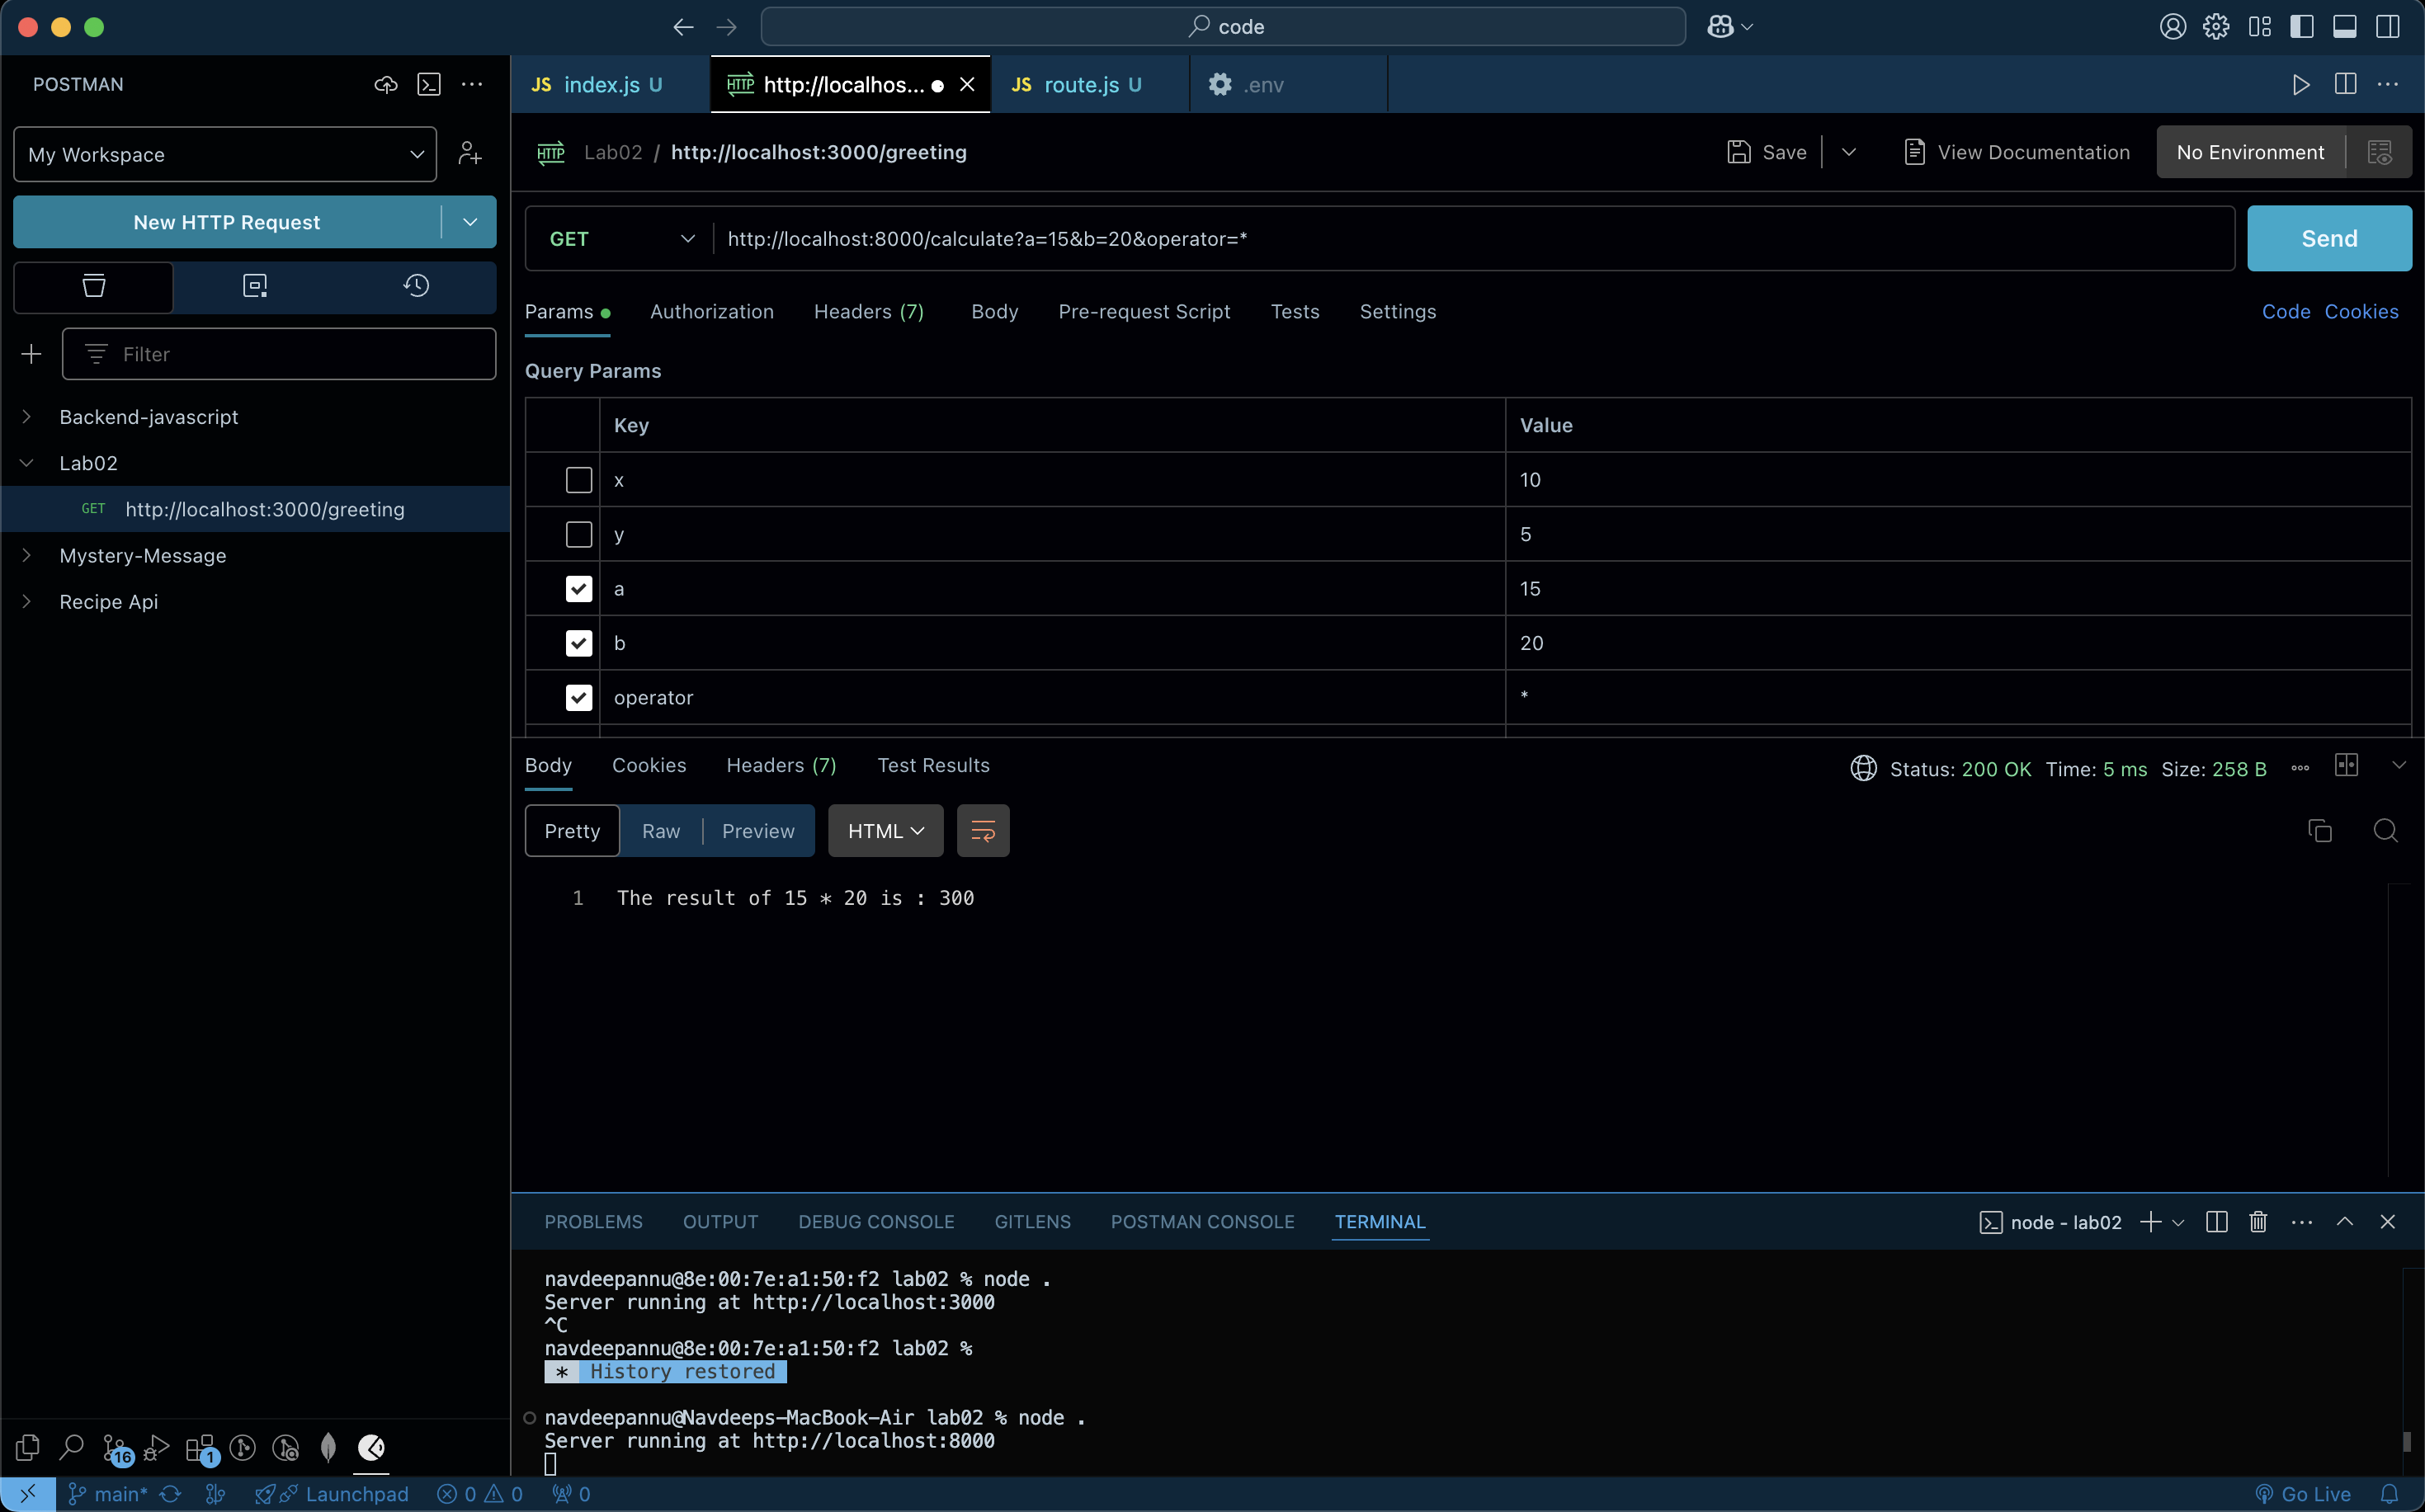 code
POSTMAN
My Workspace
New HTTP Request
Filter
Backend-javascript
Lab02
GET http://localhost:3000/greeting
Mystery-Message
Recipe Api
JS index.js U
HTTP http://localhos...
JS route.js U
.env
HTTP Lab02 / http://localhost:3000/greeting
Save
View Documentation
No Environment
GET http://localhost:8000/calculate?a=15&b=20&operator=*
Send
Params Authorization Headers (7) Body Pre-request Script Tests Settings
Code Cookies
Query Params
Key Value
x 10
y 5
a 15
b 20
operator *
Body Cookies Headers (7) Test Results
Status: 200 OK Time: 5 ms Size: 258 B
Pretty Raw Preview HTML
1 The result of 15 * 20 is : 300
PROBLEMS OUTPUT DEBUG CONSOLE GITLENS POSTMAN CONSOLE TERMINAL
node - lab02
navdeepannu@8e:00:7e:a1:50:f2 lab02 % node .
Server running at http://localhost:3000
^C
navdeepannu@8e:00:7e:a1:50:f2 lab02 %
* History restored
navdeepannu@Navdeeps-MacBook-Air lab02 % node .
Server running at http://localhost:8000
16 1
main* Launchpad 0 0 0
Go Live